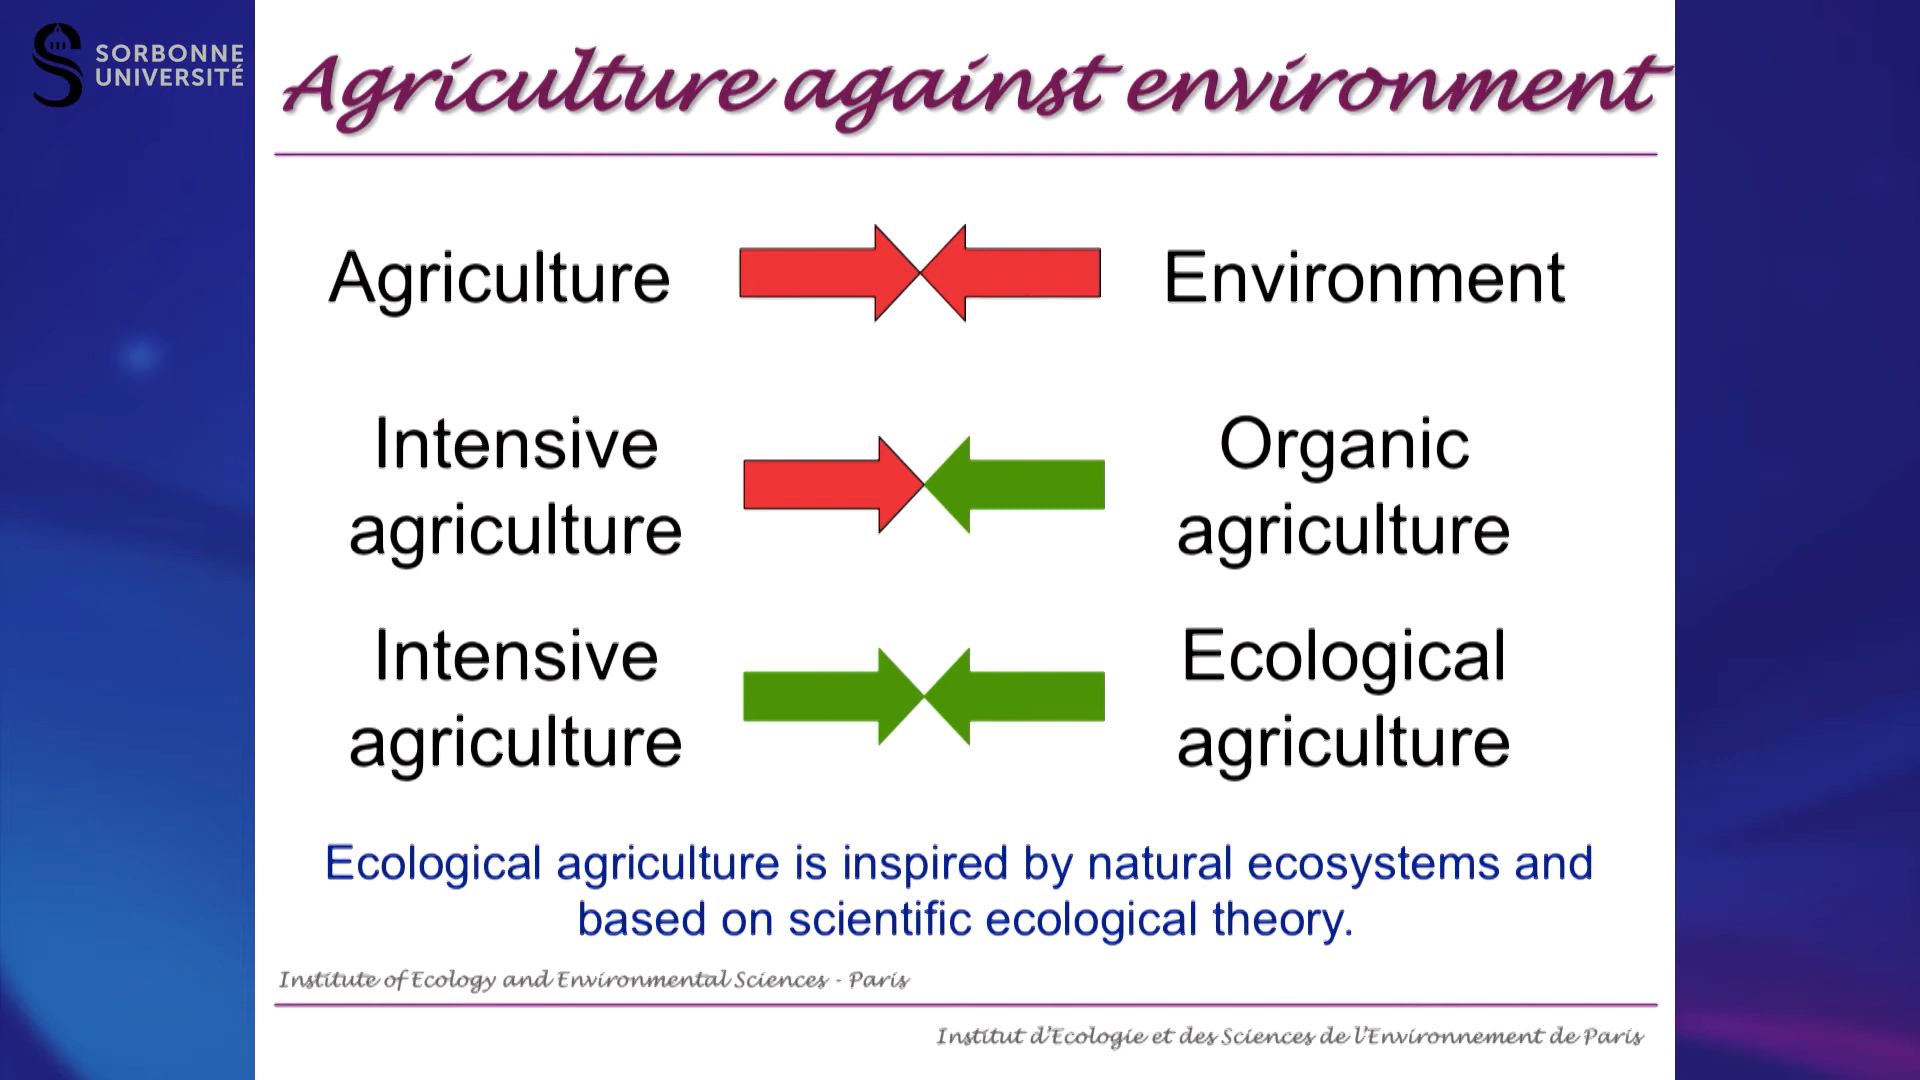 SORBONNE
UNIVERSITÉ
Agriculture against environment
Agriculture
Environment
Intensive
agriculture
Organic
agriculture
Intensive
agriculture
Ecological
agriculture
Ecological agriculture is inspired by natural ecosystems and
based on scientific ecological theory.
Institute of Ecology and Environmental Sciences - Paris
Institut d'Ecologie et des Sciences de l'Environnement de Paris